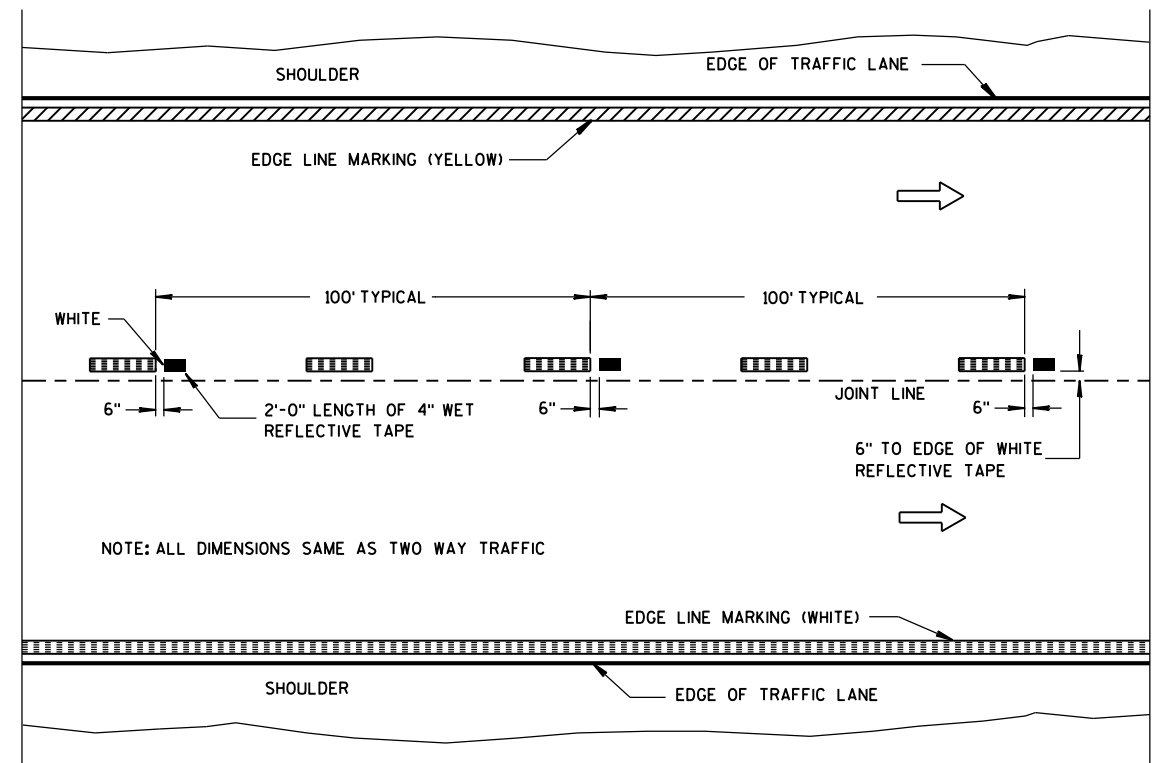 SHOULDER
EDGE OF TRAFFIC LANE
EDGE LINE MARKING (YELLOW)
100' TYPICAL
100' TYPICAL
WHITE
JOINT LINE
6"
2'-0" LENGTH OF 4" WET
REFLECTIVE TAPE
6"
6"
6" TO EDGE OF WHITE
REFLECTIVE TAPE
NOTE: ALL DIMENSIONS SAME AS TWO WAY TRAFFIC
EDGE LINE MARKING (WHITE)
SHOULDER
EDGE OF TRAFFIC LANE